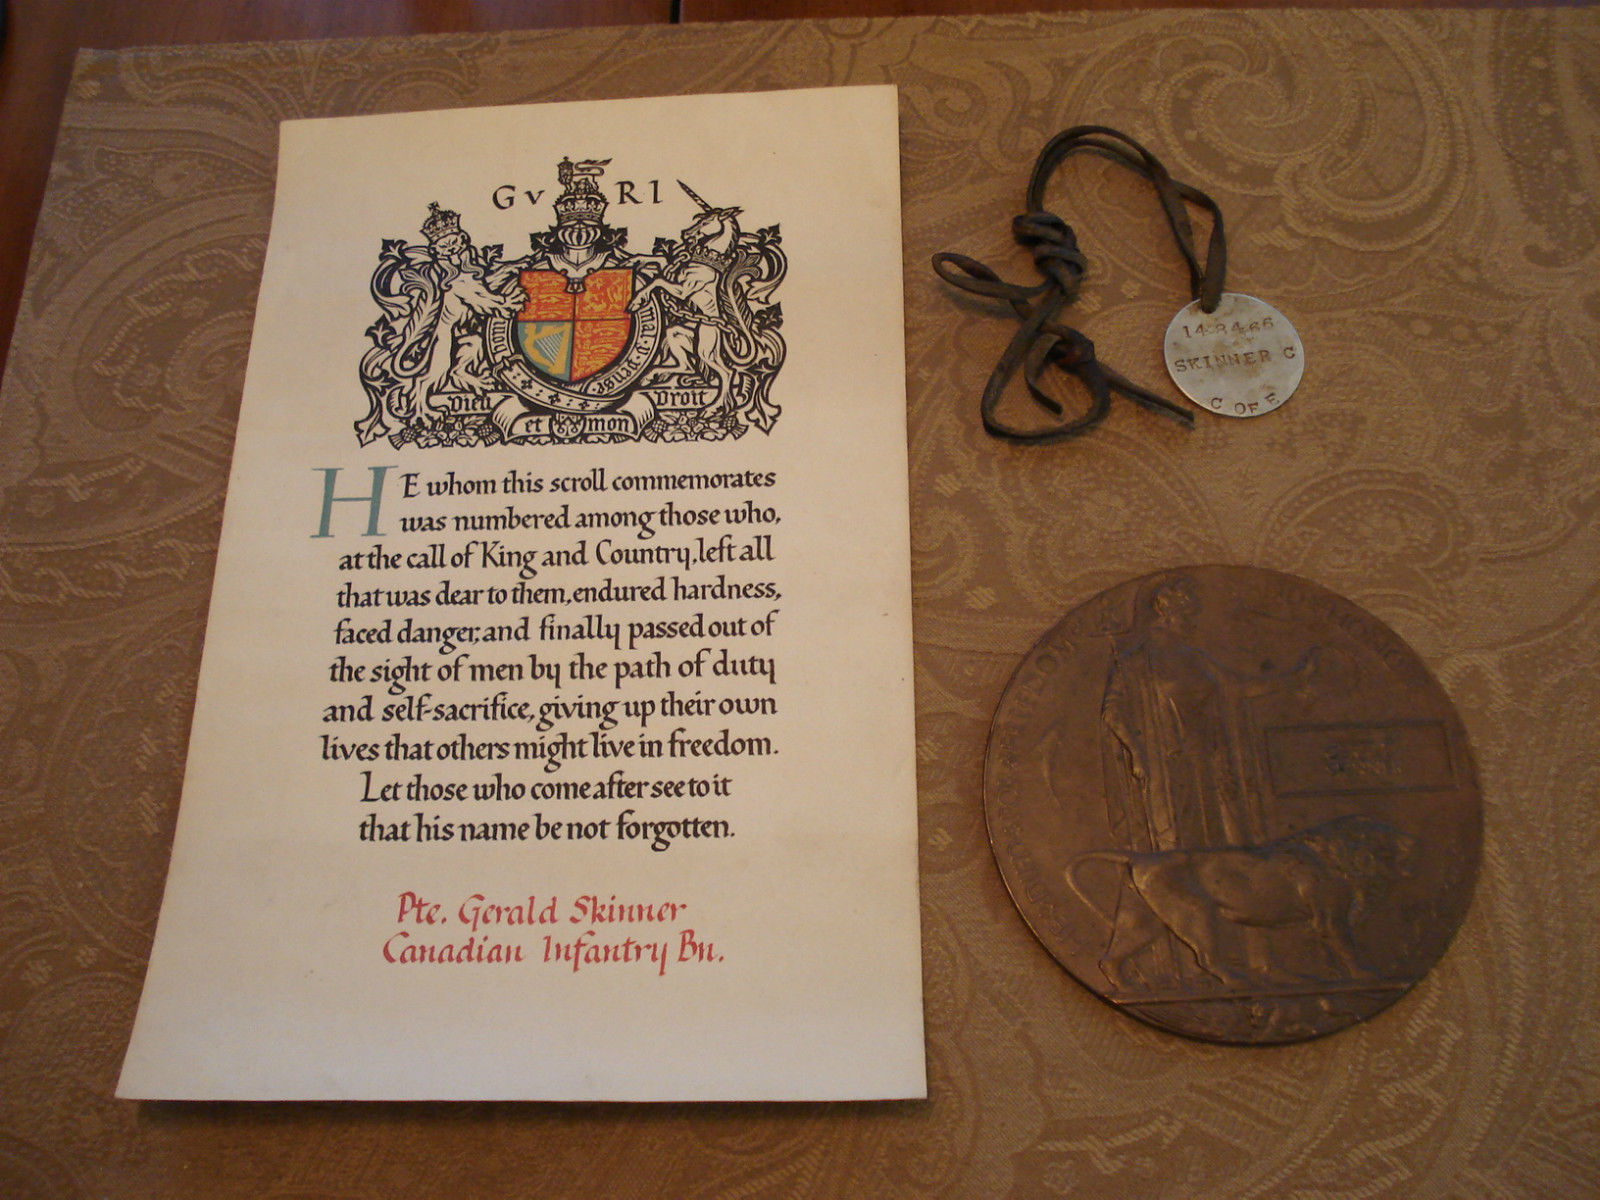 GV RI
Dieu
Droit
et mon
HE whom this scroll commemorates
was numbered among those who,
at the call of King and Country, left all
that was dear to them, endured hardness,
faced danger, and finally passed out of
the sight of men by the path of duty
and self-sacrifice, giving up their own
lives that others might live in freedom.
Let those who come after see to it
that his name be not forgotten.
Pte. Gerald Skinner
Canadian Infantry Bn.
SKINNER C
C OF E